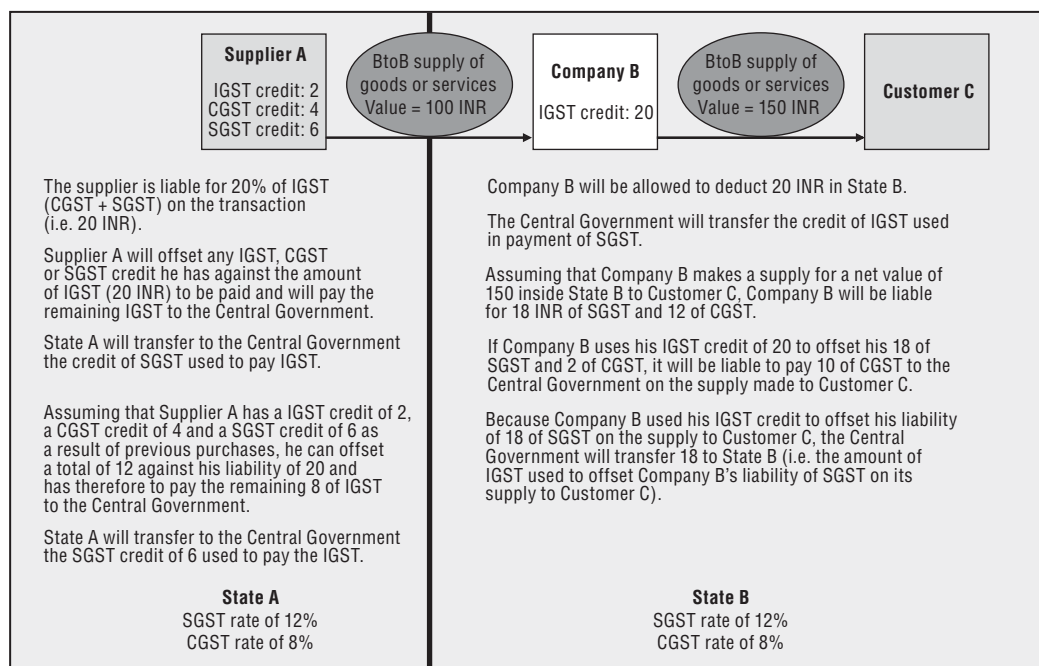 Supplier A
IGST credit: 2
CGST credit: 4
SGST credit: 6
BtoB supply of
goods or services
Value = 100 INR
Company B
IGST credit: 20
BtoB supply of
goods or services
Value = 150 INR
Customer C
The supplier is liable for 20% of IGST
(CGST + SGST) on the transaction
(i.e. 20 INR).
Supplier A will offset any IGST, CGST
or SGST credit he has against the amount
of IGST (20 INR) to be paid and will pay the
remaining IGST to the Central Government.
State A will transfer to the Central Government
the credit of SGST used to pay IGST.
Assuming that Supplier A has a IGST credit of 2,
a CGST credit of 4 and a SGST credit of 6 as
a result of previous purchases, he can offset
a total of 12 against his liability of 20 and
has therefore to pay the remaining 8 of IGST
to the Central Government.
State A will transfer to the Central Government
the SGST credit of 6 used to pay the IGST.
State A
SGST rate of 12%
CGST rate of 8%
Company B will be allowed to deduct 20 INR in State B.
The Central Government will transfer the credit of IGST used
in payment of SGST.
Assuming that Company B makes a supply for a net value of
150 inside State B to Customer C, Company B will be liable
for 18 INR of SGST and 12 of CGST.
If Company B uses his IGST credit of 20 to offset his 18 of
SGST and 2 of CGST, it will be liable to pay 10 of CGST to the
Central Government on the supply made to Customer C.
Because Company B used his IGST credit to offset his liability
of 18 of SGST on the supply to Customer C, the Central
Government will transfer 18 to State B (i.e. the amount of
IGST used to offset Company B's liability of SGST on its
supply to Customer C).
State B
SGST rate of 12%
CGST rate of 8%